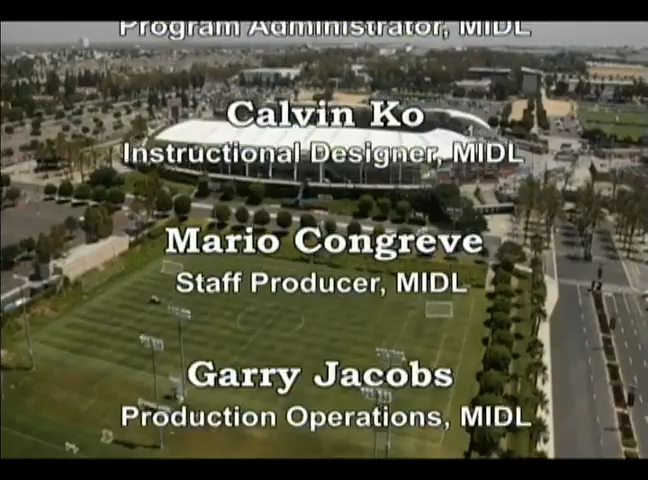 Program Administrator, MIDL
Calvin Ko
Instructional Designer, MIDL
Mario Congreve
Staff Producer, MIDL
Garry Jacobs
Production Operations, MIDL